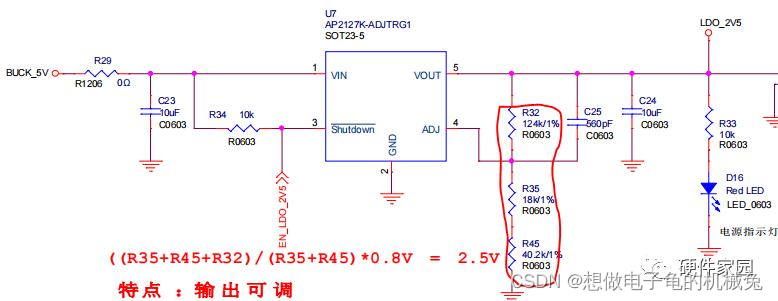 U7
AP2127K-ADJTRG1
SOT23-5
LDO_2V5
BUCK_5V
R29
R1206
0Ω
1
VIN
VOUT
5
C23
10uF
C0603
R34
10k
R0603
3
Shutdown
GND
2
ADJ
4
R32
124k/1%
R0603
C25
560pF
C0603
C24
10uF
C0603
R33
10k
R0603
R35
18k/1%
R0603
D16
Red LED
LED_0603
电源指示灯
EN_LDO_2V5
R45
40.2k/1%
R0603
((R35+R45+R32)/(R35+R45)*0.8V = 2.5V
特点：输出可调
硬件家园
CSDN @想做电子龟的机械兔